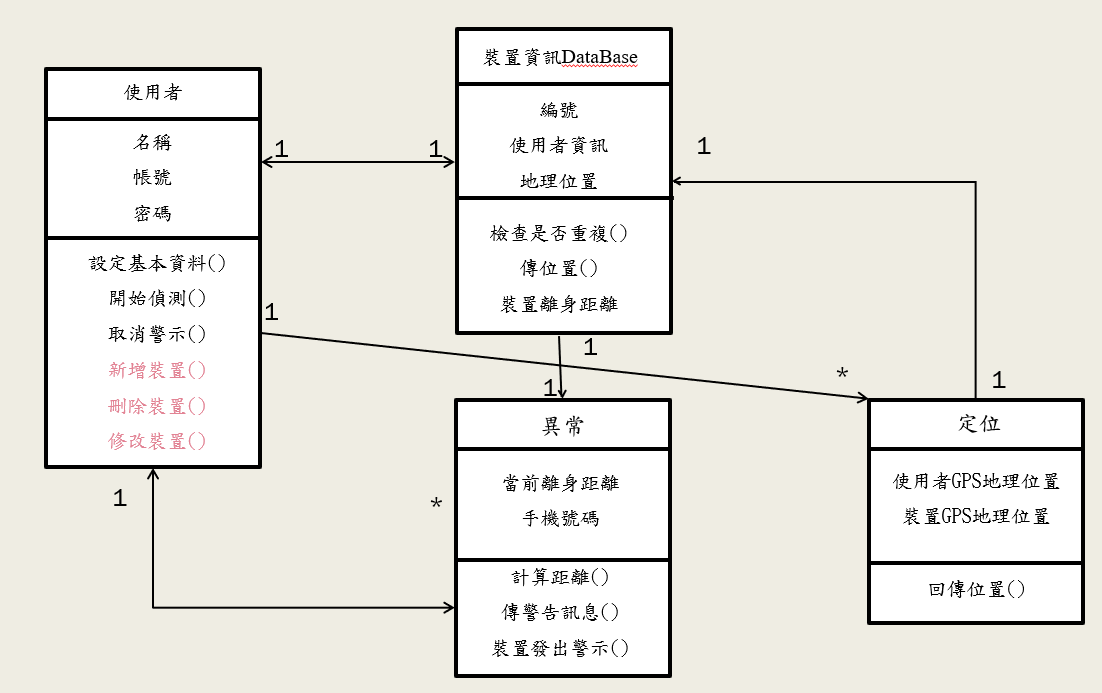 使用者
名稱
帳號
密碼
設定基本資料()
開始偵測()
取消警示()
新增裝置()
刪除裝置()
修改裝置()
裝置資訊DataBase
編號
使用者資訊
地理位置
檢查是否重複()
傳位置()
裝置離身距離
1
1
1
1
*
1
1
1
1
*
異常
當前離身距離
手機號碼
計算距離()
傳警告訊息()
裝置發出警示()
定位
使用者GPS地理位置
裝置GPS地理位置
回傳位置()